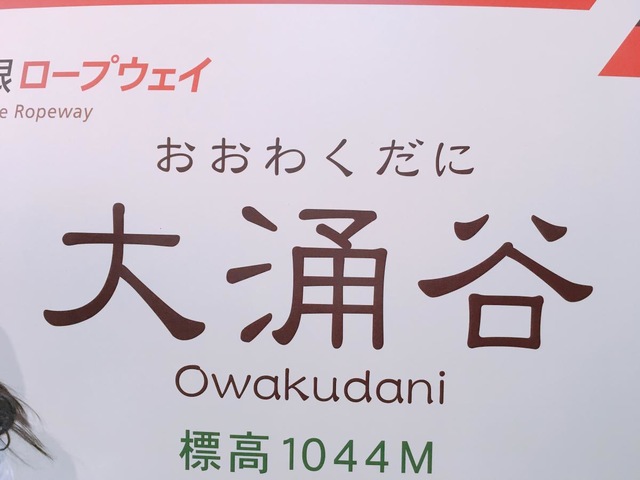 根ロープウェイ
e Ropeway
おおわくだに
大涌谷
Owakudani
標高1044M